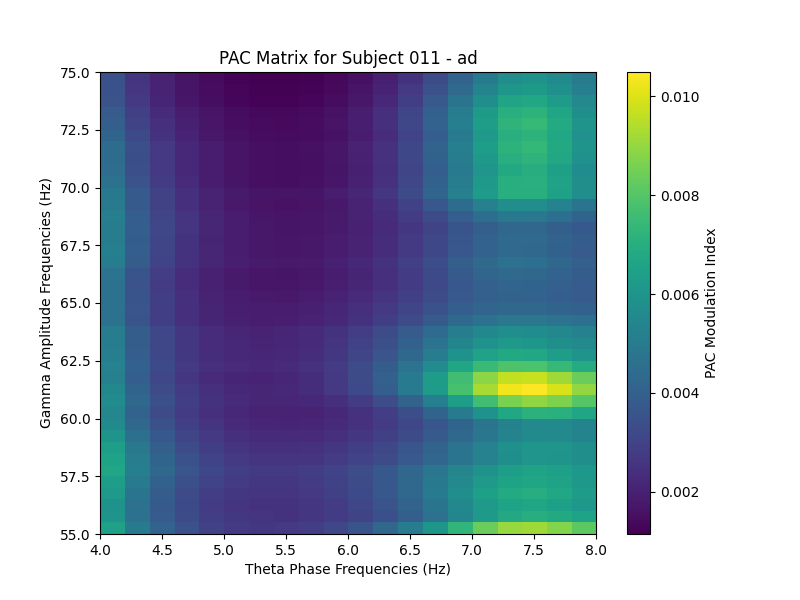 PAC Matrix for Subject 011 - ad
75.0
72.5
70.0
67.5
65.0
62.5
60.0
57.5
55.0
Gamma Amplitude Frequencies (Hz)
4.0 4.5 5.0 5.5 6.0 6.5 7.0 7.5 8.0
Theta Phase Frequencies (Hz)
0.010
0.008
0.006
0.004
0.002
PAC Modulation Index